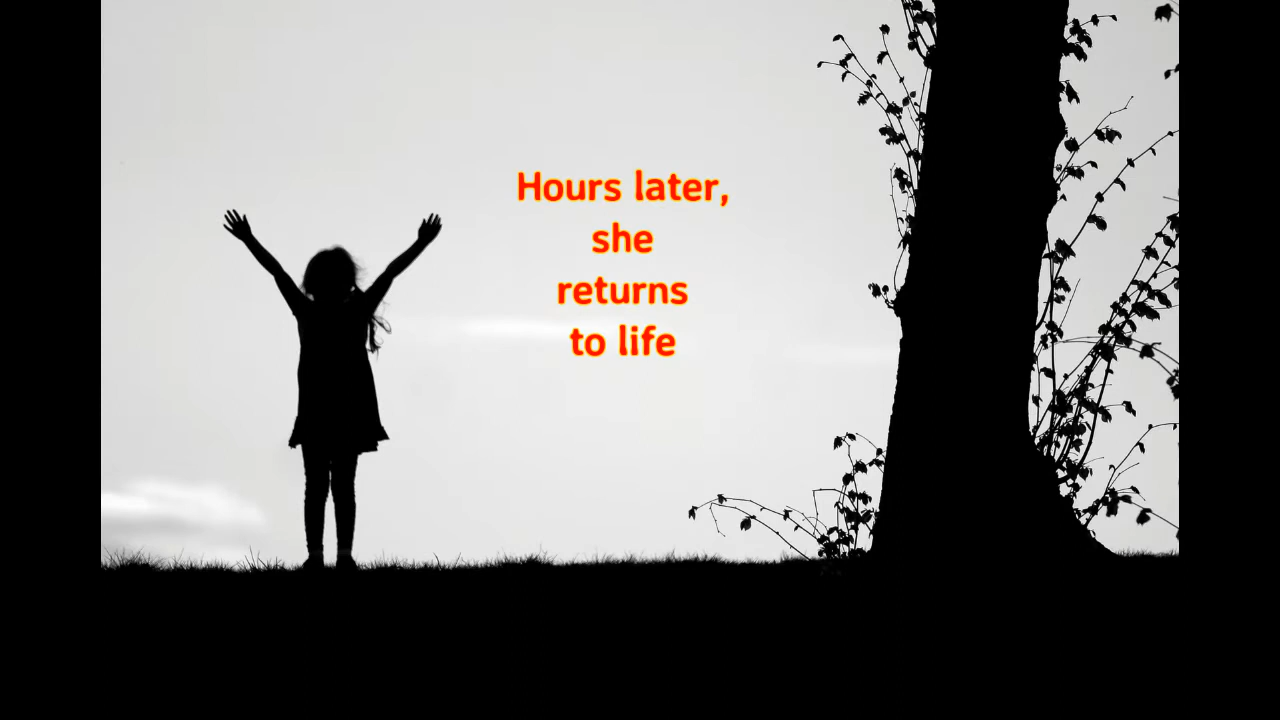 Hours later,
she
returns
to life